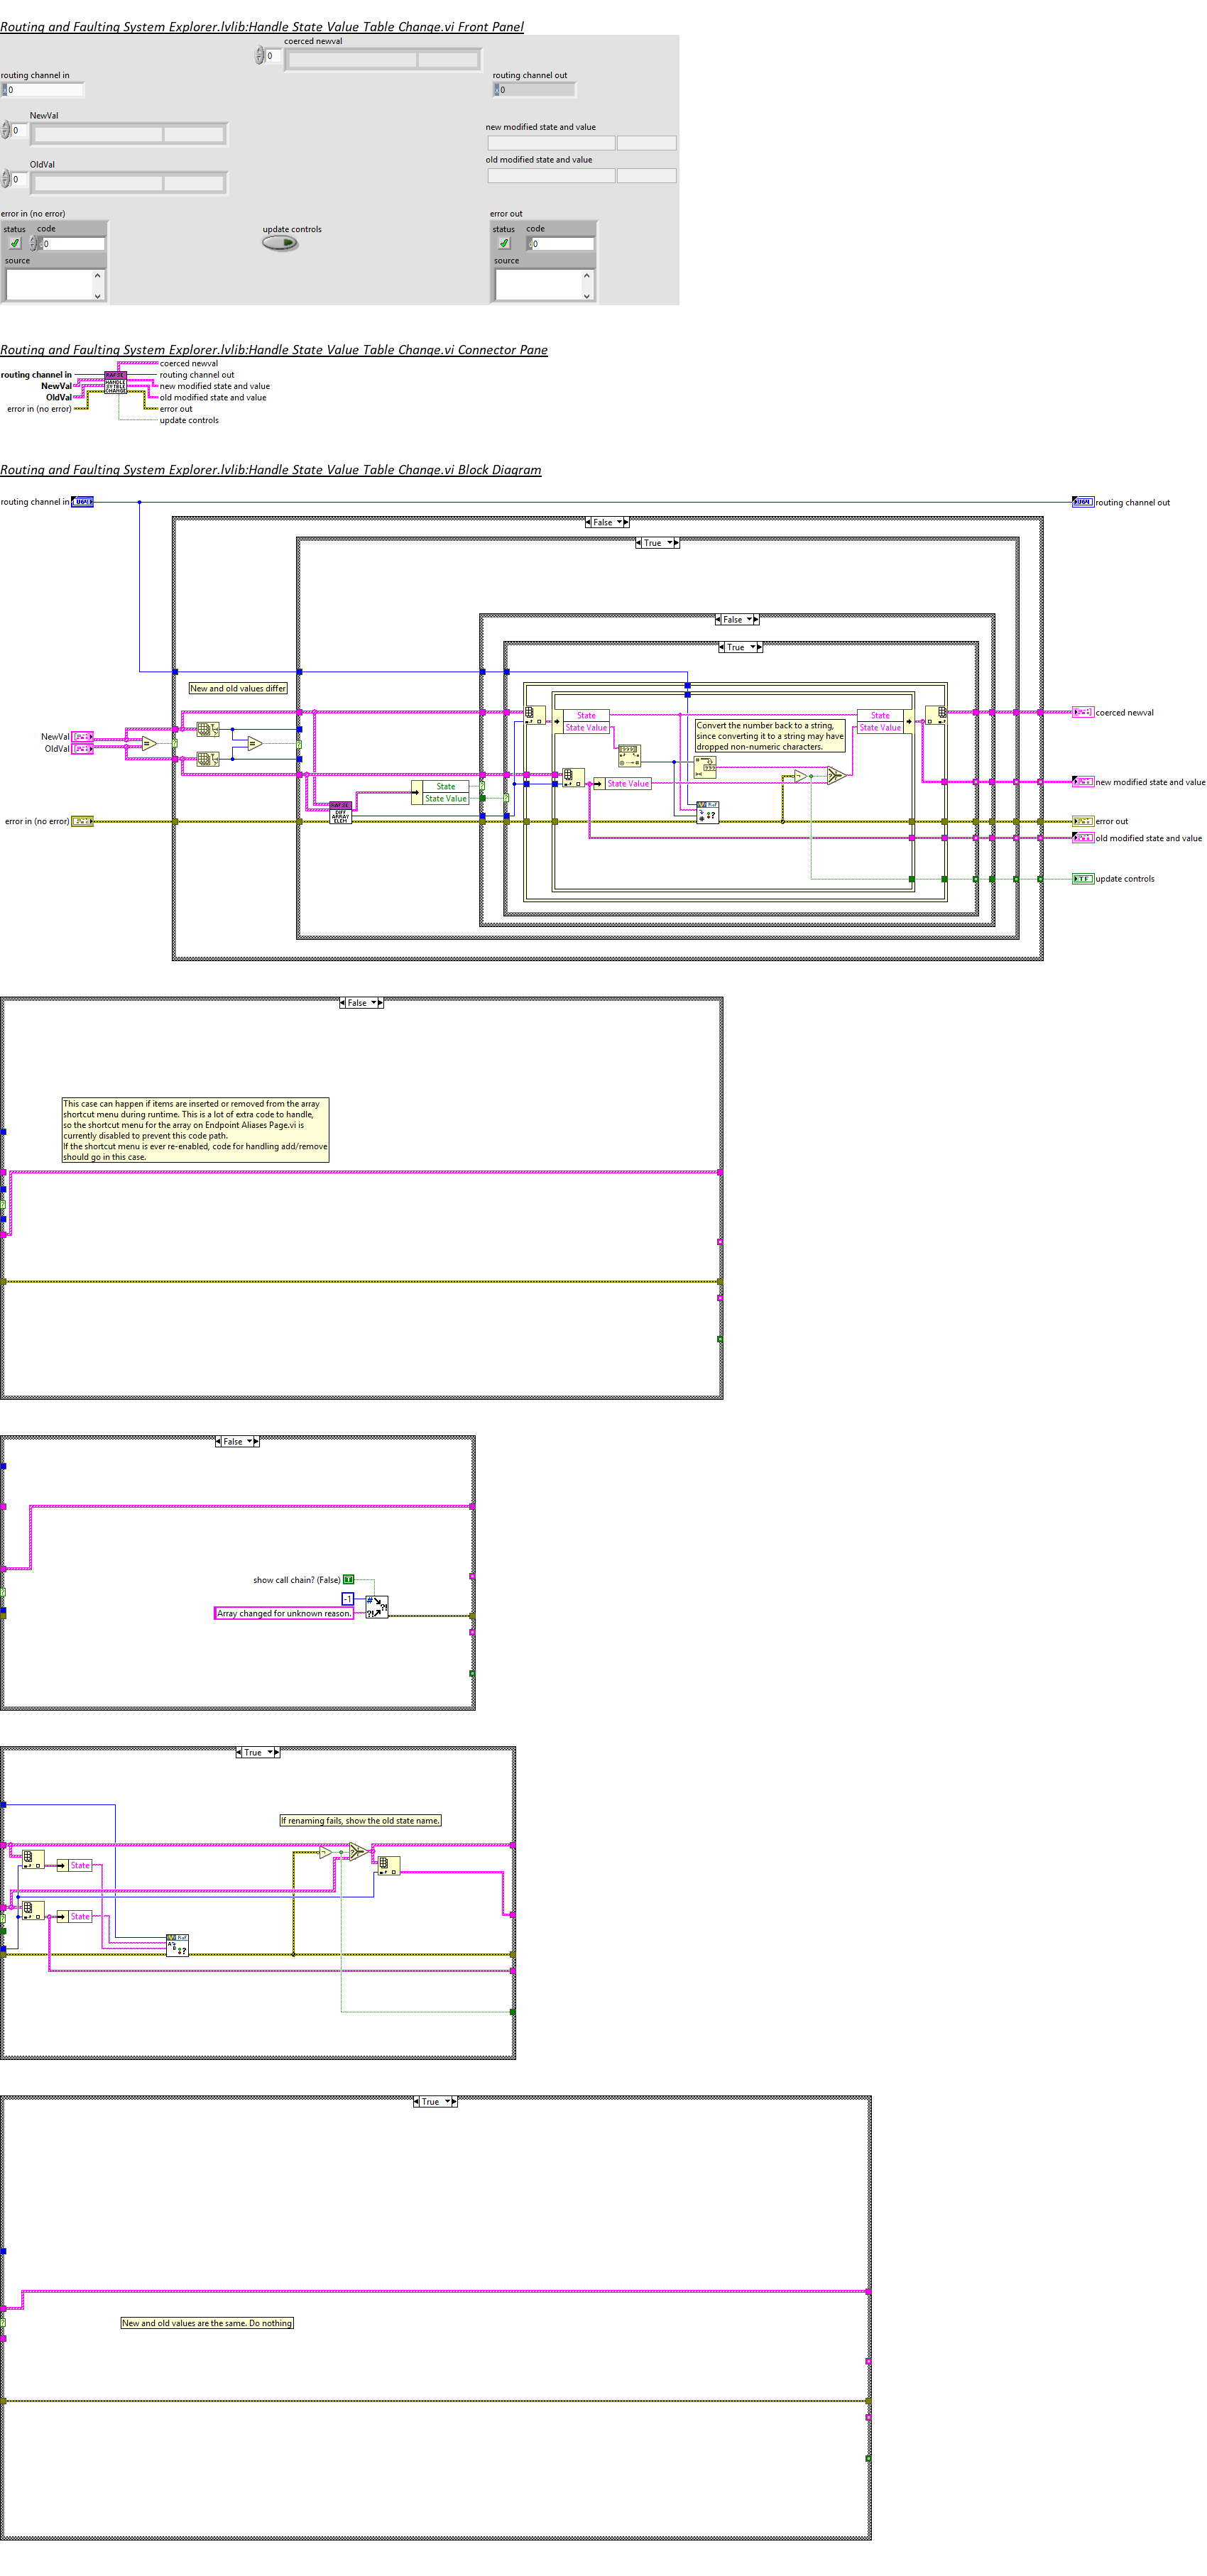 Routing and Faulting System Explorer.lvlib:Handle State Value Table Change.vi Front Panel
coerced newval
0
routing channel in
routing channel out
0
0
NewVal
0
new modified state and value
OldVal
old modified state and value
0
error in (no error)
error out
status code
update controls
status code
0
0
source
source
Routing and Faulting System Explorer.lvlib:Handle State Value Table Change.vi Connector Pane
coerced newval
routing channel in
RAFSE
routing channel out
NewVal
HANDLE
new modified state and value
OldVal
SVTBLE
CHANGE
old modified state and value
error in (no error)
error out
update controls
Routing and Faulting System Explorer.lvlib:Handle State Value Table Change.vi Block Diagram
routing channel in
U64
U64
routing channel out
False
True
False
True
New and old values differ
State
State Value
Convert the number back to a string,
since converting it to a string may have
dropped non-numeric characters.
State
State Value
coerced newval
NewVal
OldVal
State Value
new modified state and value
State
State Value
RAFSE
DIFF
ARRAY
ELEM
error in (no error)
error out
old modified state and value
TF
update controls
False
This case can happen if items are inserted or removed from the array
shortcut menu during runtime. This is a lot of extra code to handle,
so the shortcut menu for the array on Endpoint Aliases Page.vi is
currently disabled to prevent this code path.
If the shortcut menu is ever re-enabled, code for handling add/remove
should go in this case.
False
show call chain? (False)
T
-1
Array changed for unknown reason.
True
If renaming fails, show the old state name.
State
State
True
New and old values are the same. Do nothing